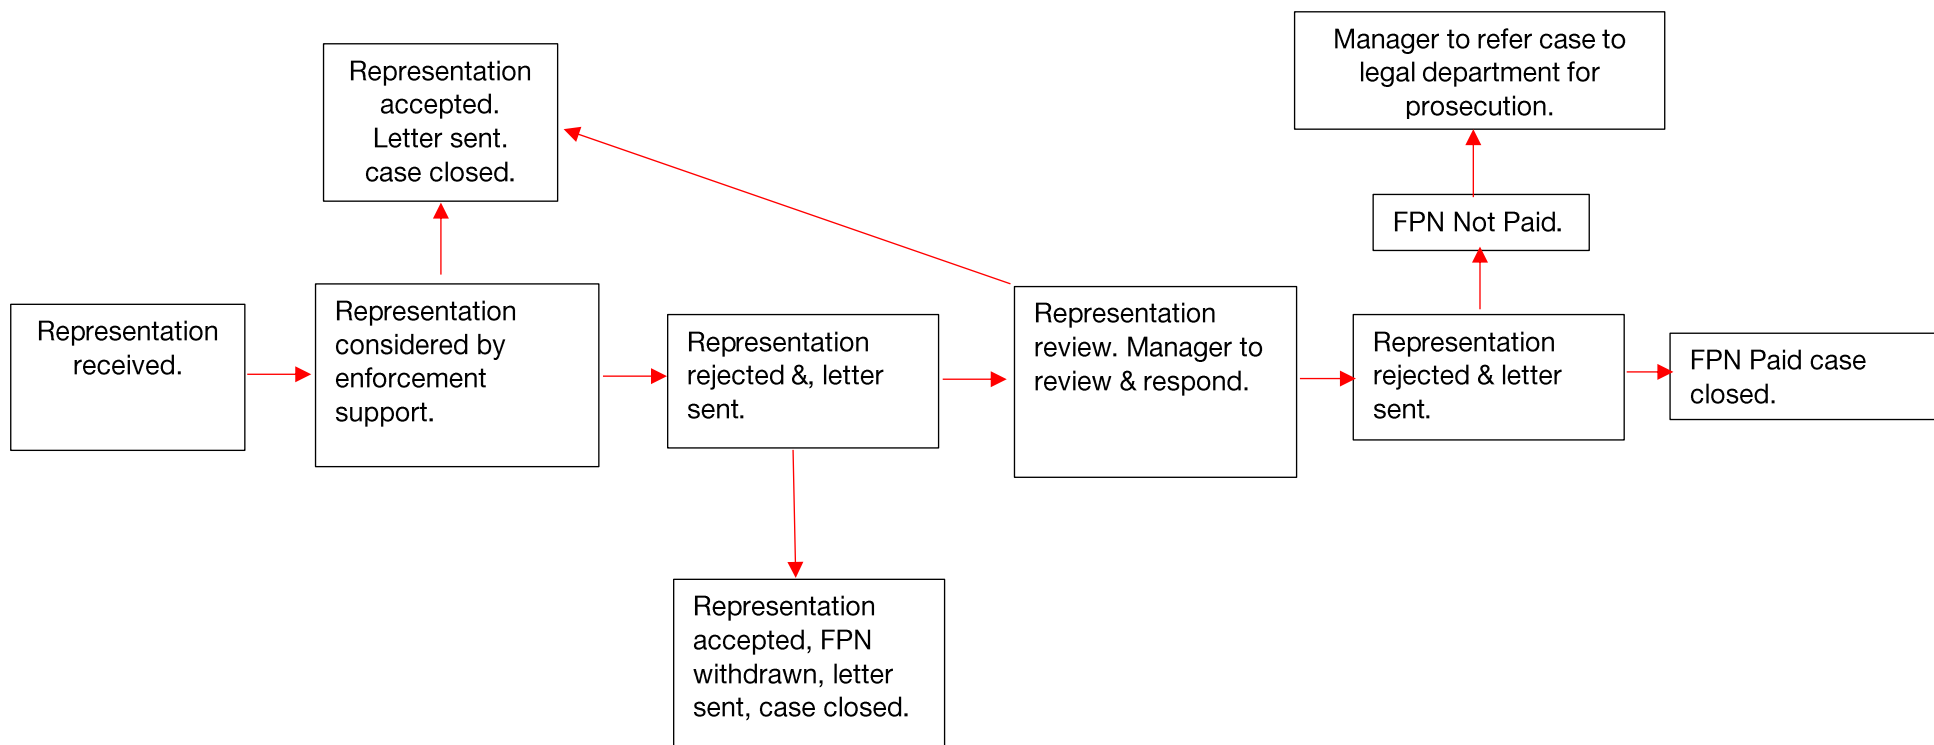 Representation
accepted.
Letter sent.
case closed.
Manager to refer case to
legal department for
prosecution.
FPN Not Paid.
Representation
received.
Representation
considered by
enforcement
support.
Representation
rejected &, letter
sent.
Representation
review. Manager to
review & respond.
Representation
rejected & letter
sent.
FPN Paid case
closed.
Representation
accepted, FPN
withdrawn, letter
sent, case closed.